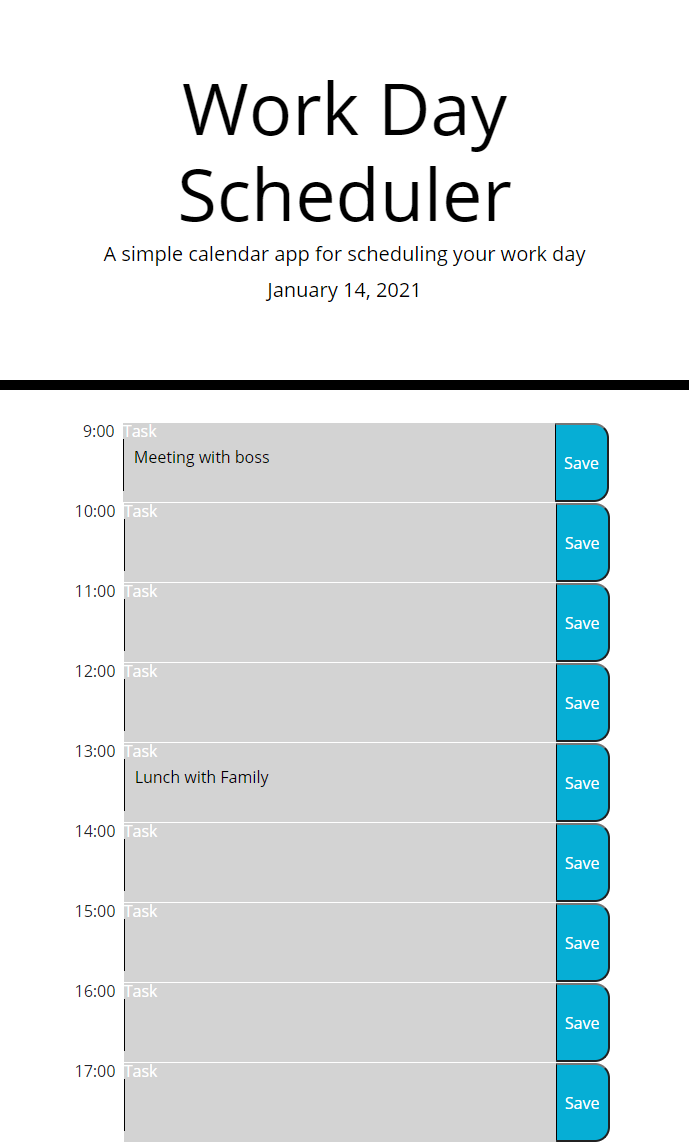 Work Day
Scheduler
A simple calendar app for scheduling your work day
January 14, 2021
9:00 Task
Meeting with boss
Save
10:00 Task
Save
11:00 Task
Save
12:00 Task
Save
13:00 Task
Lunch with Family
Save
14:00 Task
Save
15:00 Task
Save
16:00 Task
Save
17:00 Task
Save